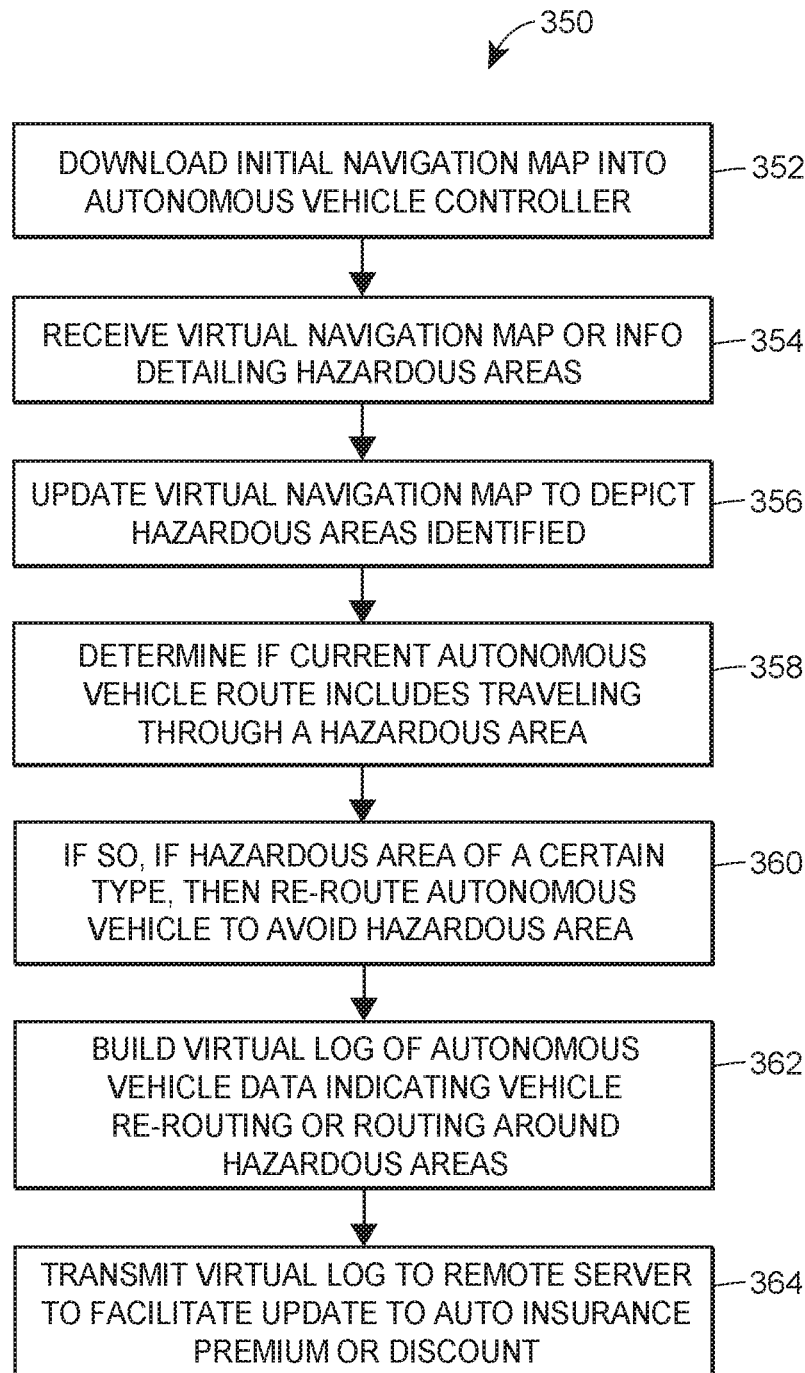 350
DOWNLOAD INITIAL NAVIGATION MAP INTO
AUTONOMOUS VEHICLE CONTROLLER
352
RECEIVE VIRTUAL NAVIGATION MAP OR INFO
DETAILING HAZARDOUS AREAS
354
UPDATE VIRTUAL NAVIGATION MAP TO DEPICT
HAZARDOUS AREAS IDENTIFIED
356
DETERMINE IF CURRENT AUTONOMOUS
VEHICLE ROUTE INCLUDES TRAVELING
THROUGH A HAZARDOUS AREA
358
IF SO, IF HAZARDOUS AREA OF A CERTAIN
TYPE, THEN RE-ROUTE AUTONOMOUS
VEHICLE TO AVOID HAZARDOUS AREA
360
BUILD VIRTUAL LOG OF AUTONOMOUS
VEHICLE DATA INDICATING VEHICLE
RE-ROUTING OR ROUTING AROUND
HAZARDOUS AREAS
362
TRANSMIT VIRTUAL LOG TO REMOTE SERVER
TO FACILITATE UPDATE TO AUTO INSURANCE
PREMIUM OR DISCOUNT
364